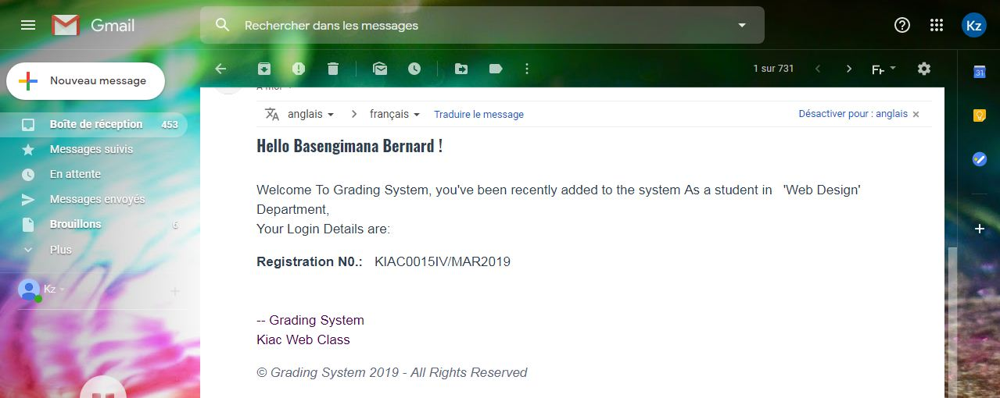 Gmail
Rechercher dans les messages
Kz
Nouveau message
1 sur 731
Boîte de réception 453
Messages suivis
En attente
Messages envoyés
Brouillons 6
Plus
Kz
31
À moi
anglais français Traduire le message Désactiver pour : anglais
Hello Basengimana Bernard !
Welcome To Grading System, you've been recently added to the system As a student in 'Web Design'
Department,
Your Login Details are:
Registration N0.: KIAC0015IV/MAR2019
-- Grading System
Kiac Web Class
© Grading System 2019 - All Rights Reserved